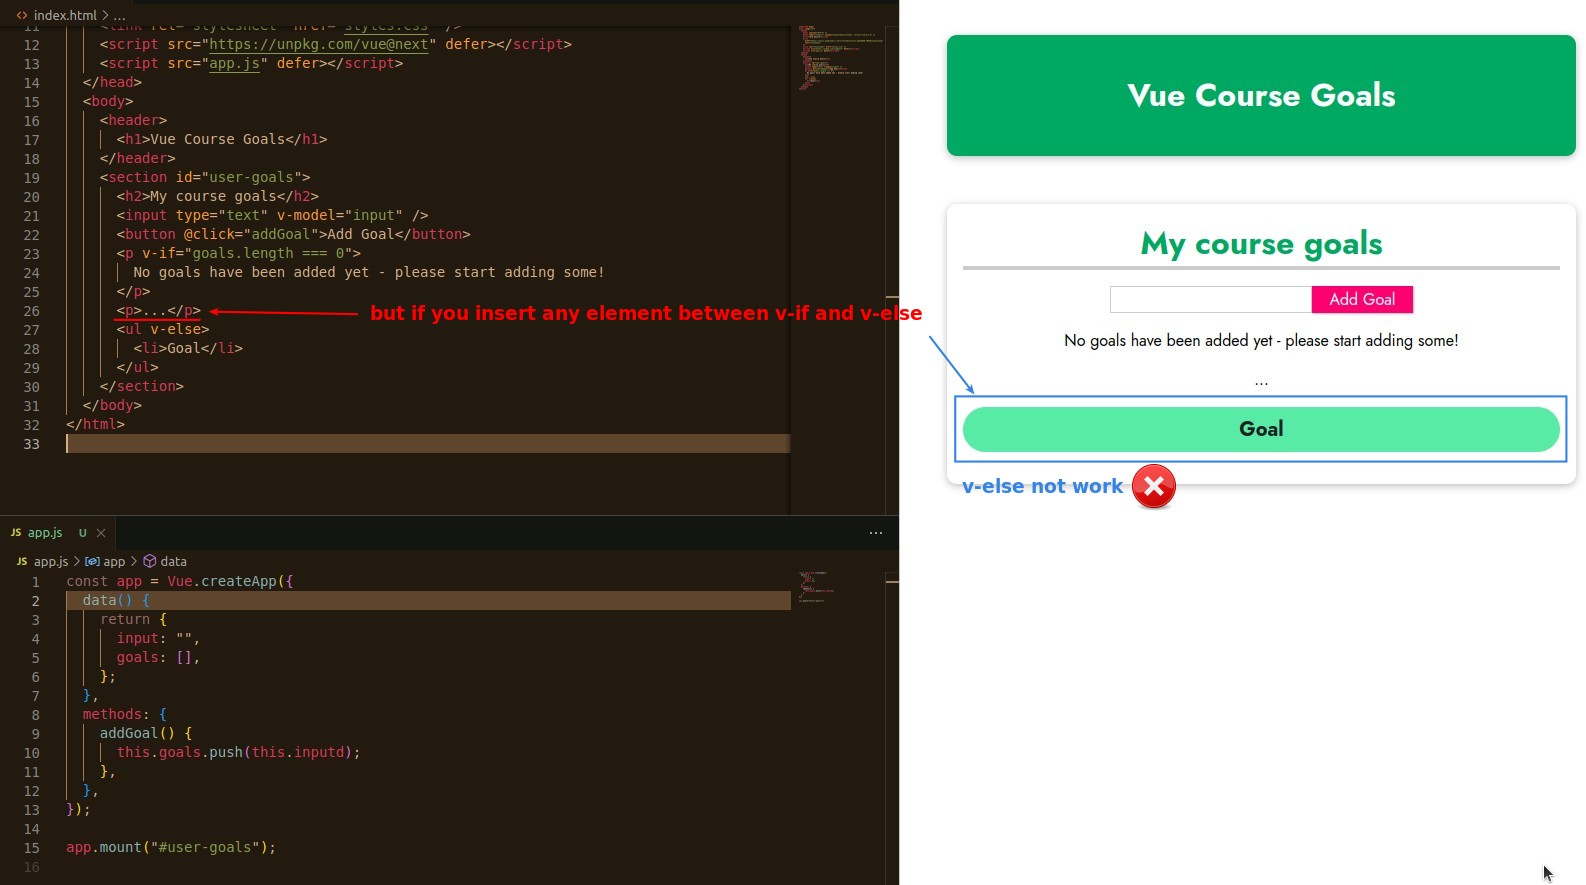 index.html > ...
11 <link rel="stylesheet" href="styles.css" />
12 <script src="https://unpkg.com/vue@next" defer></script>
13 <script src="app.js" defer></script>
14 </head>
15 <body>
16 <header>
17 <h1>Vue Course Goals</h1>
18 </header>
19 <section id="user-goals">
20 <h2>My course goals</h2>
21 <input type="text" v-model="input" />
22 <button @click="addGoal">Add Goal</button>
23 <p v-if="goals.length === 0">
24 No goals have been added yet - please start adding some!
25 </p>
26 <p>...</p>
but if you insert any element between v-if and v-else
27 <ul v-else>
28 <li>Goal</li>
29 </ul>
30 </section>
31 </body>
32 </html>
33
JS app.js U
...
JS app.js > app > data
1 const app = Vue.createApp({
2 data() {
3 return {
4 input: "",
5 goals: [],
6 };
7 },
8 methods: {
9 addGoal() {
10 this.goals.push(this.inputd);
11 },
12 },
13 });
14
15 app.mount("#user-goals");
16
Vue Course Goals
My course goals
Add Goal
No goals have been added yet - please start adding some!
...
Goal
v-else not work